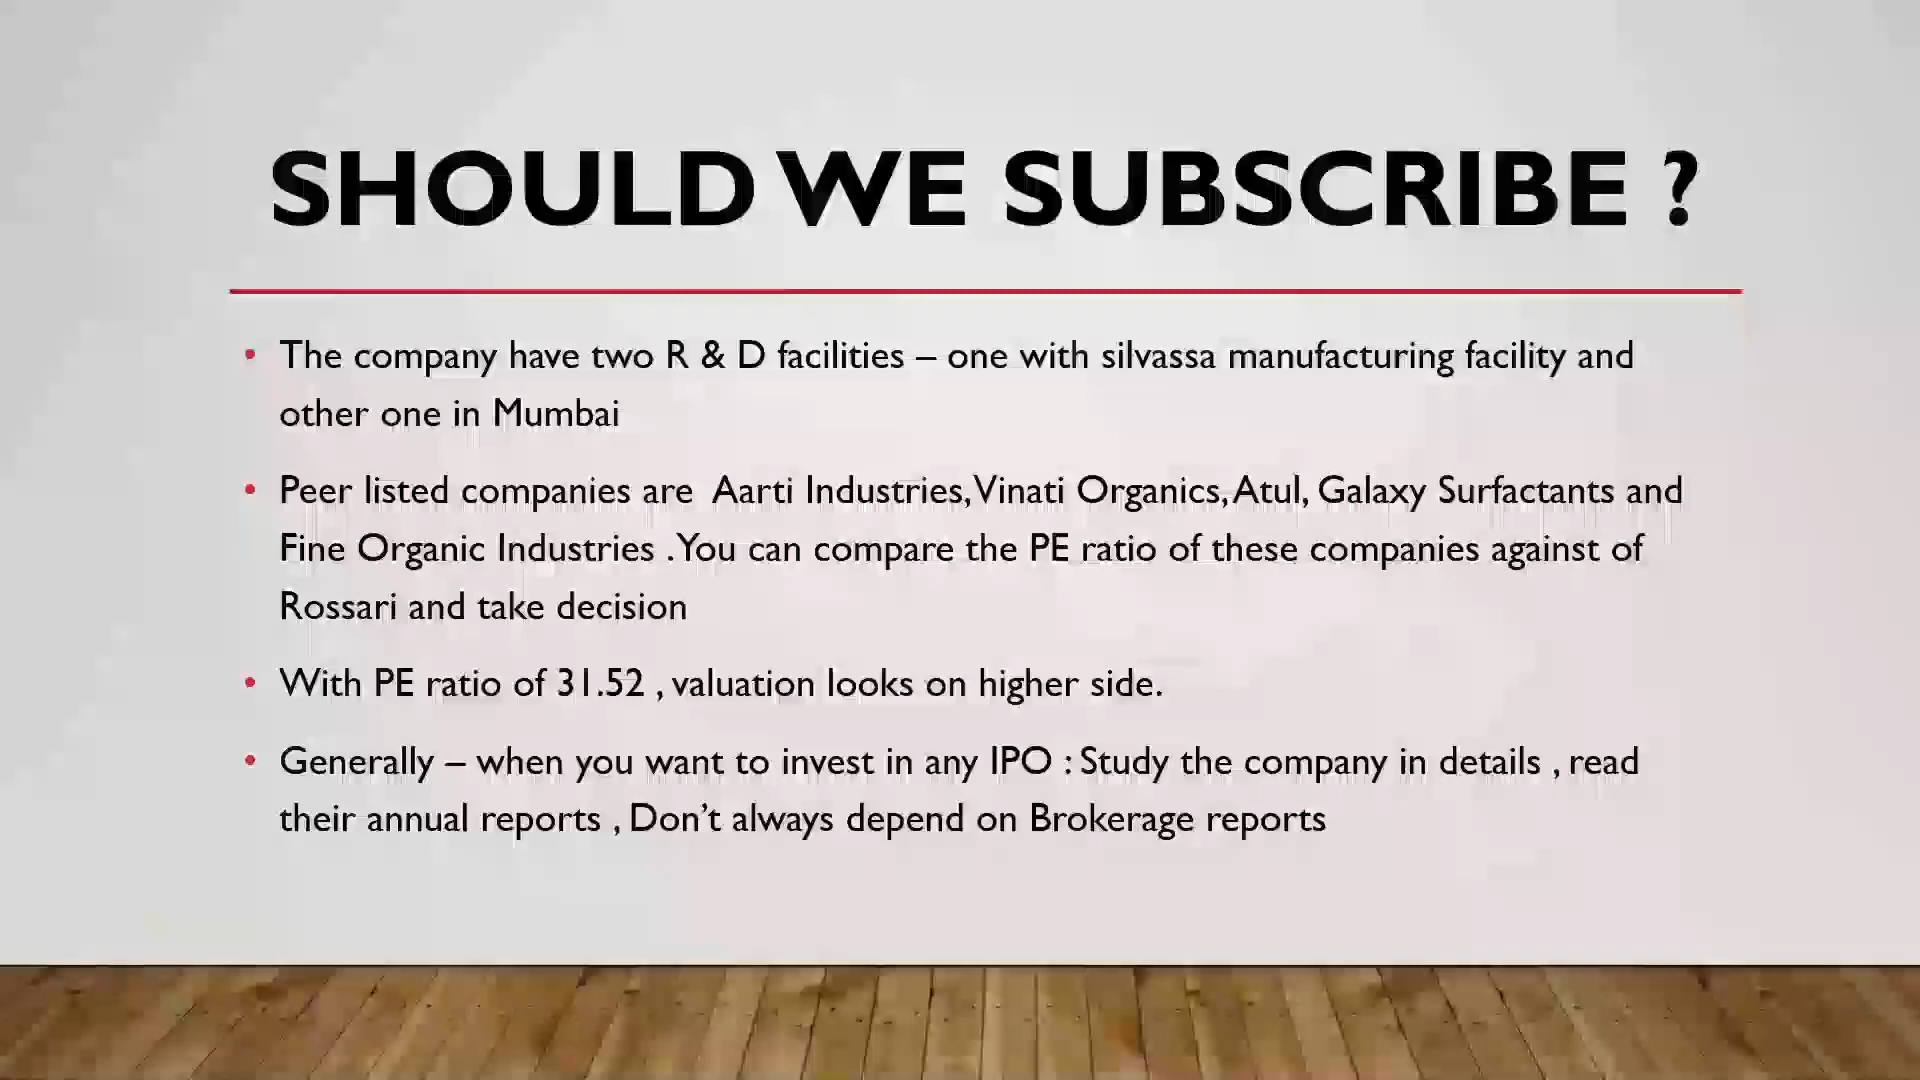 SHOULD WE SUBSCRIBE ?
• The company have two R & D facilities – one with silvassa manufacturing facility and
other one in Mumbai
• Peer listed companies are Aarti Industries, Vinati Organics, Atul, Galaxy Surfactants and
Fine Organic Industries . You can compare the PE ratio of these companies against of
Rossari and take decision
• With PE ratio of 31.52 , valuation looks on higher side.
• Generally – when you want to invest in any IPO : Study the company in details , read
their annual reports , Don’t always depend on Brokerage reports